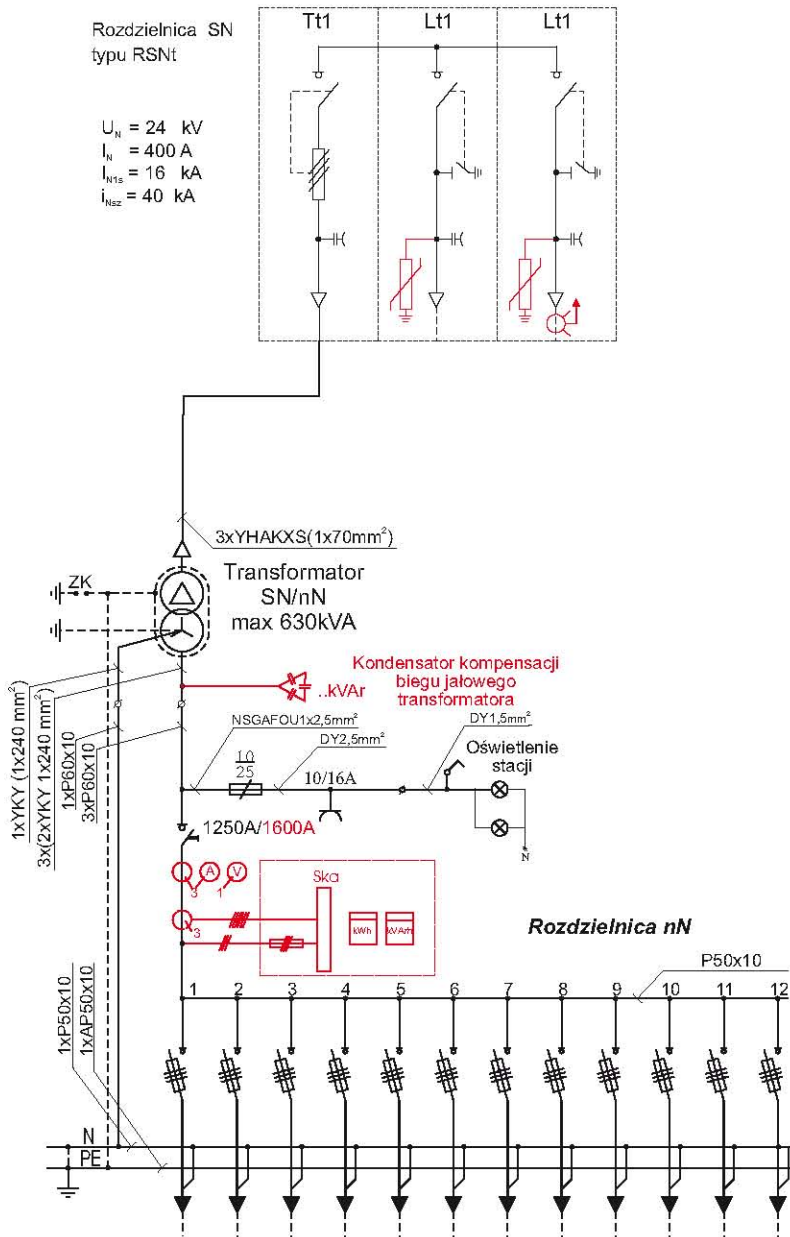 Rozdzielnica SN
typu RSNt
Tt1
Lt1
Lt1
U_N = 24 kV
I_N = 400 A
I_N1s = 16 kA
i_Nsz = 40 kA
3xYHAKXS(1x70mm²)
ZK
Transformator
SN/nN
max 630kVA
Kondensator kompensacji
biegu jałowego
transformatora
..kVAr
1xYKY (1x240 mm²)
3x(2xYKY 1x240 mm²)
1xP60x10
3xP60x10
NSGAFOU1x2,5mm²
DY2,5mm²
DY1,5mm²
10
25
10/16A
Oświetlenie
stacji
N
1250A/1600A
3
A
1
V
3
Ska
kWh
kVArh
Rozdzielnica nN
P50x10
1xP50x10
1xAP50x10
1 2 3 4 5 6 7 8 9 10 11 12
N
PE